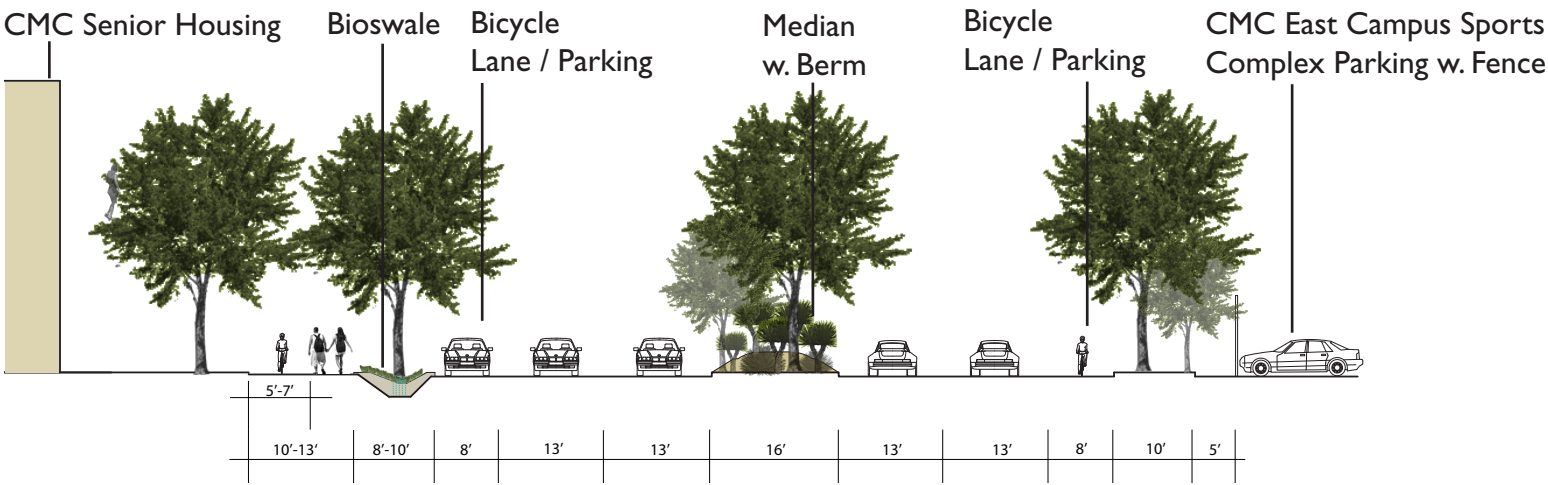 CMC Senior Housing
Bioswale
Bicycle
Lane / Parking
Median
w. Berm
Bicycle
Lane / Parking
CMC East Campus Sports
Complex Parking w. Fence
5’-7’
10’-13’
8’-10’
8’
13’
13’
16’
13’
13’
8’
10’
5’